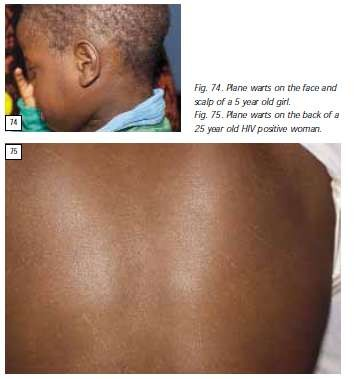 Fig. 74. Plane warts on the face and
scalp of a 5 year old girl.
Fig. 75. Plane warts on the back of a
25 year old HIV positive woman.
74
75